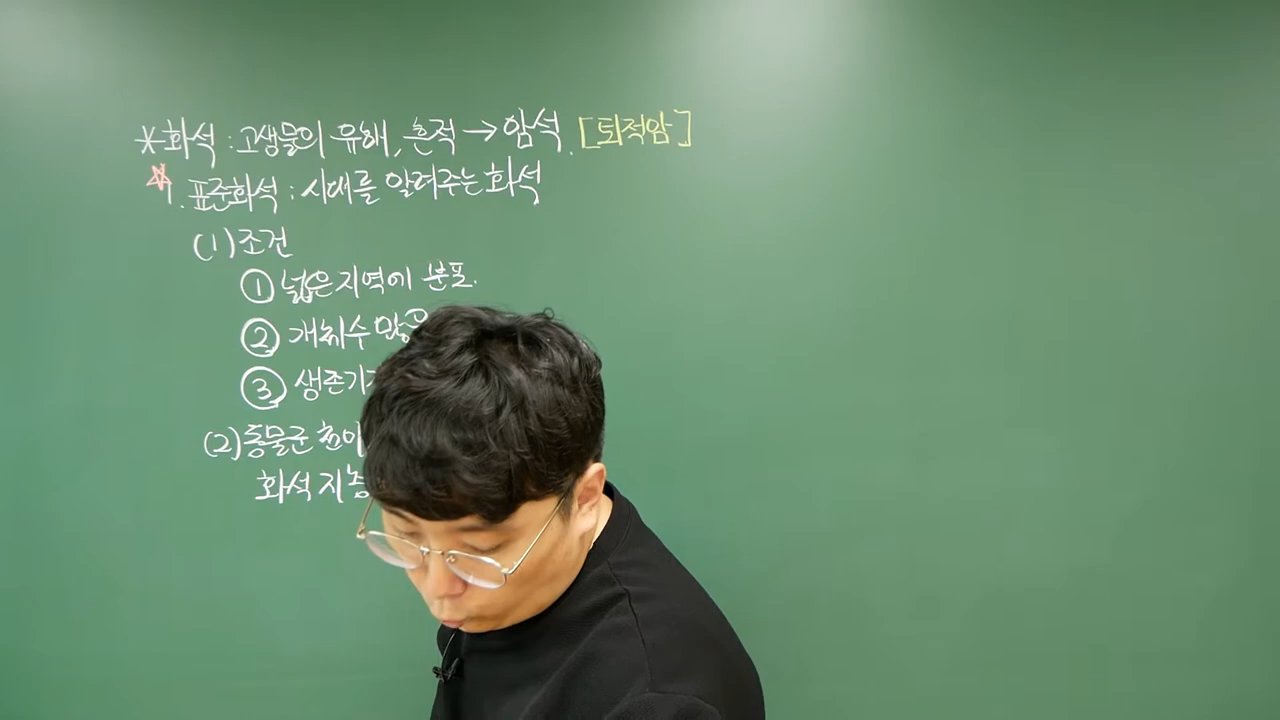 *화석 : 고생물의 유해, 흔적 → 암석. [퇴적암]
☆1. 표준화석 : 시대를 알려주는 화석
(1) 조건
① 넓은 지역에 분포.
② 개체수 많은
③ 생존기
(2) 동물군 천이
화석 지층